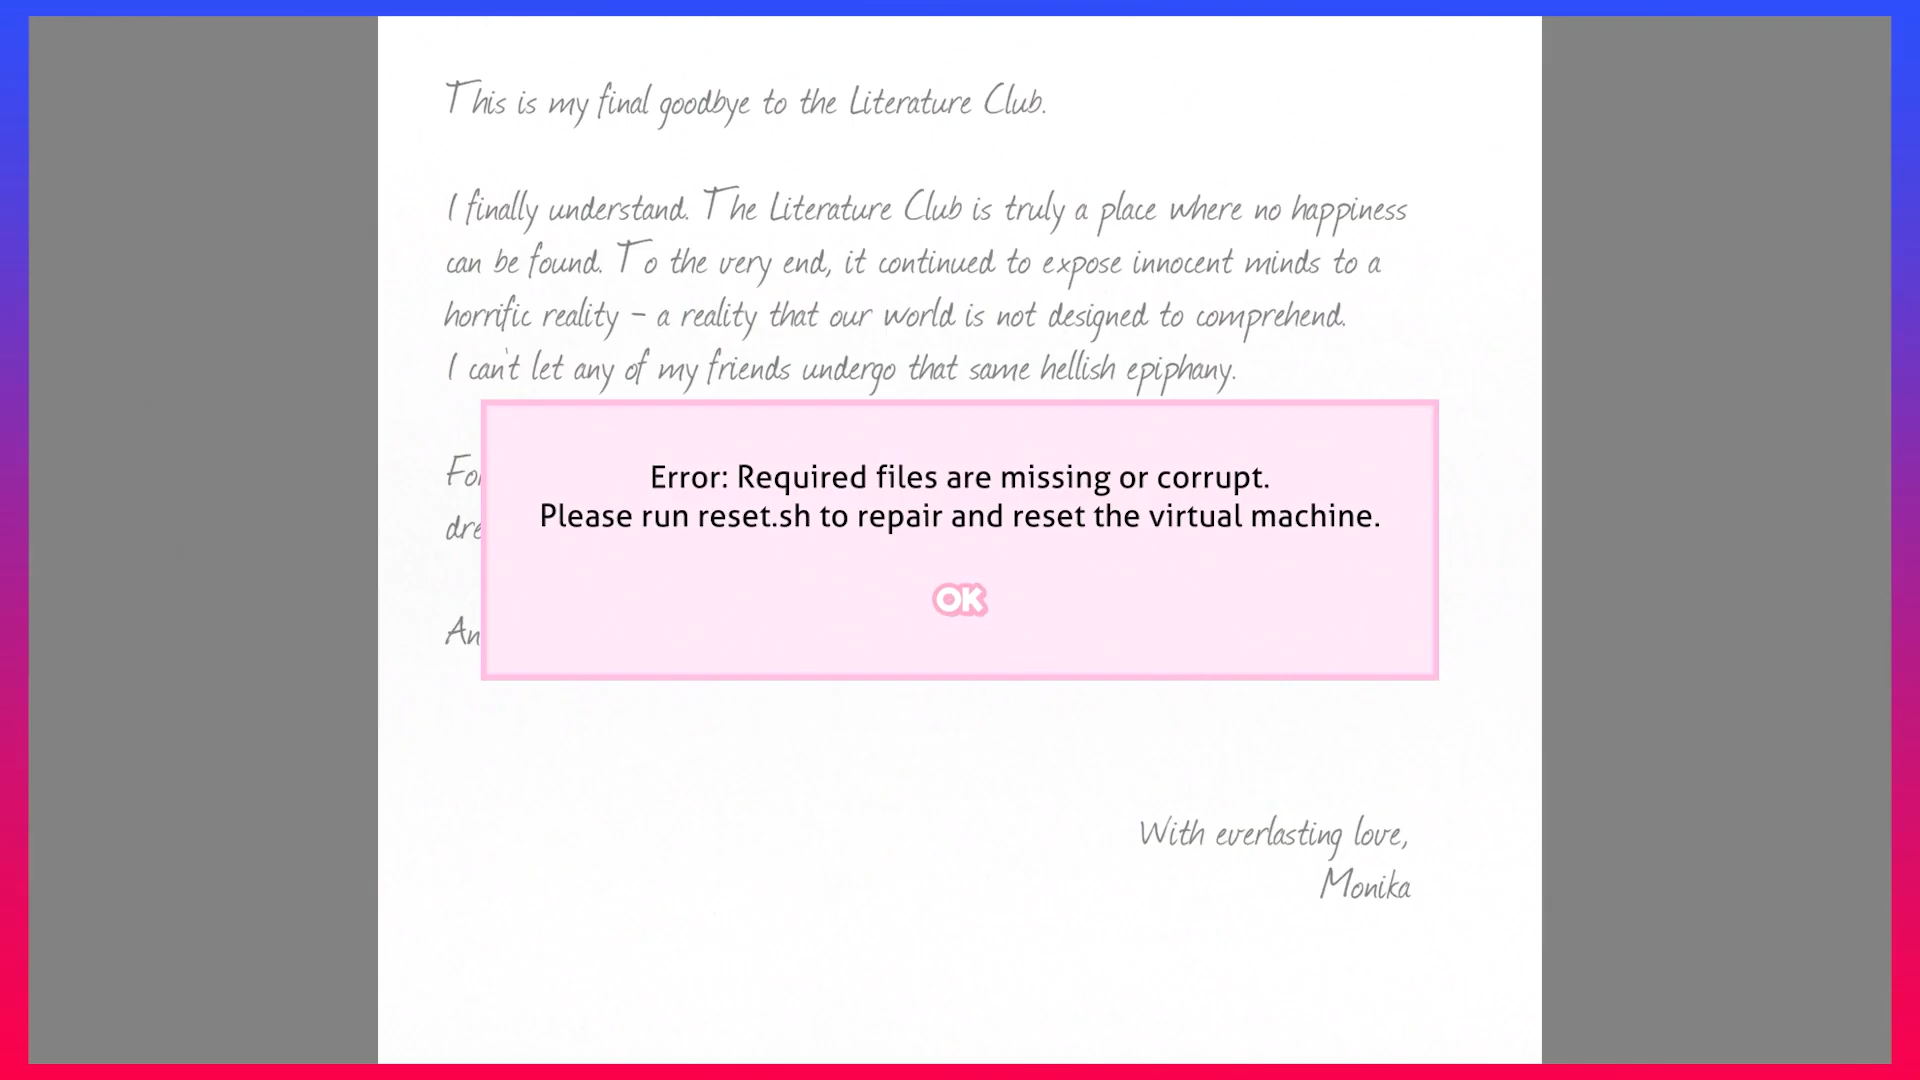 This is my final goodbye to the Literature Club.
I finally understand. The Literature Club is truly a place where no happiness
can be found. To the very end, it continued to expose innocent minds to a
horrific reality – a reality that our world is not designed to comprehend.
I can't let any of my friends undergo that same hellish epiphany.
Error: Required files are missing or corrupt.
Please run reset.sh to repair and reset the virtual machine.
OK
With everlasting love,
Monika